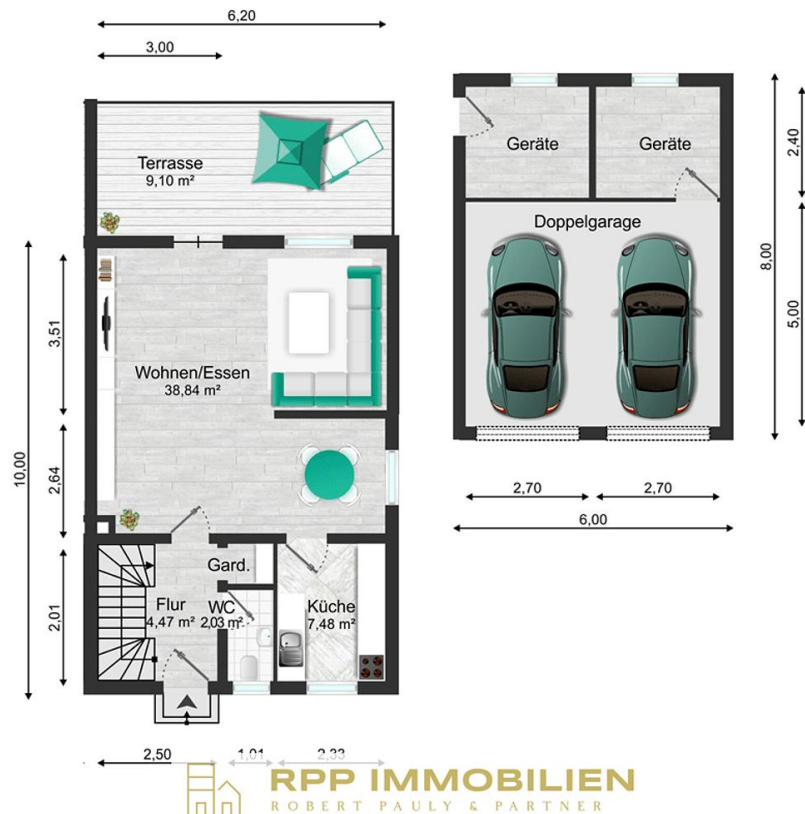 6,20
3,00
Terrasse
9,10 m²
Geräte
Geräte
2,40
Doppelgarage
8,00
5,00
3,51
Wohnen/Essen
38,84 m²
10,00
2,64
2,70
2,70
6,00
Gard.
2,01
Flur
4,47 m²
WC
2,03 m²
Küche
7,48 m²
2,50
1,01
2,33
RPP IMMOBILIEN
ROBERT PAULY & PARTNER